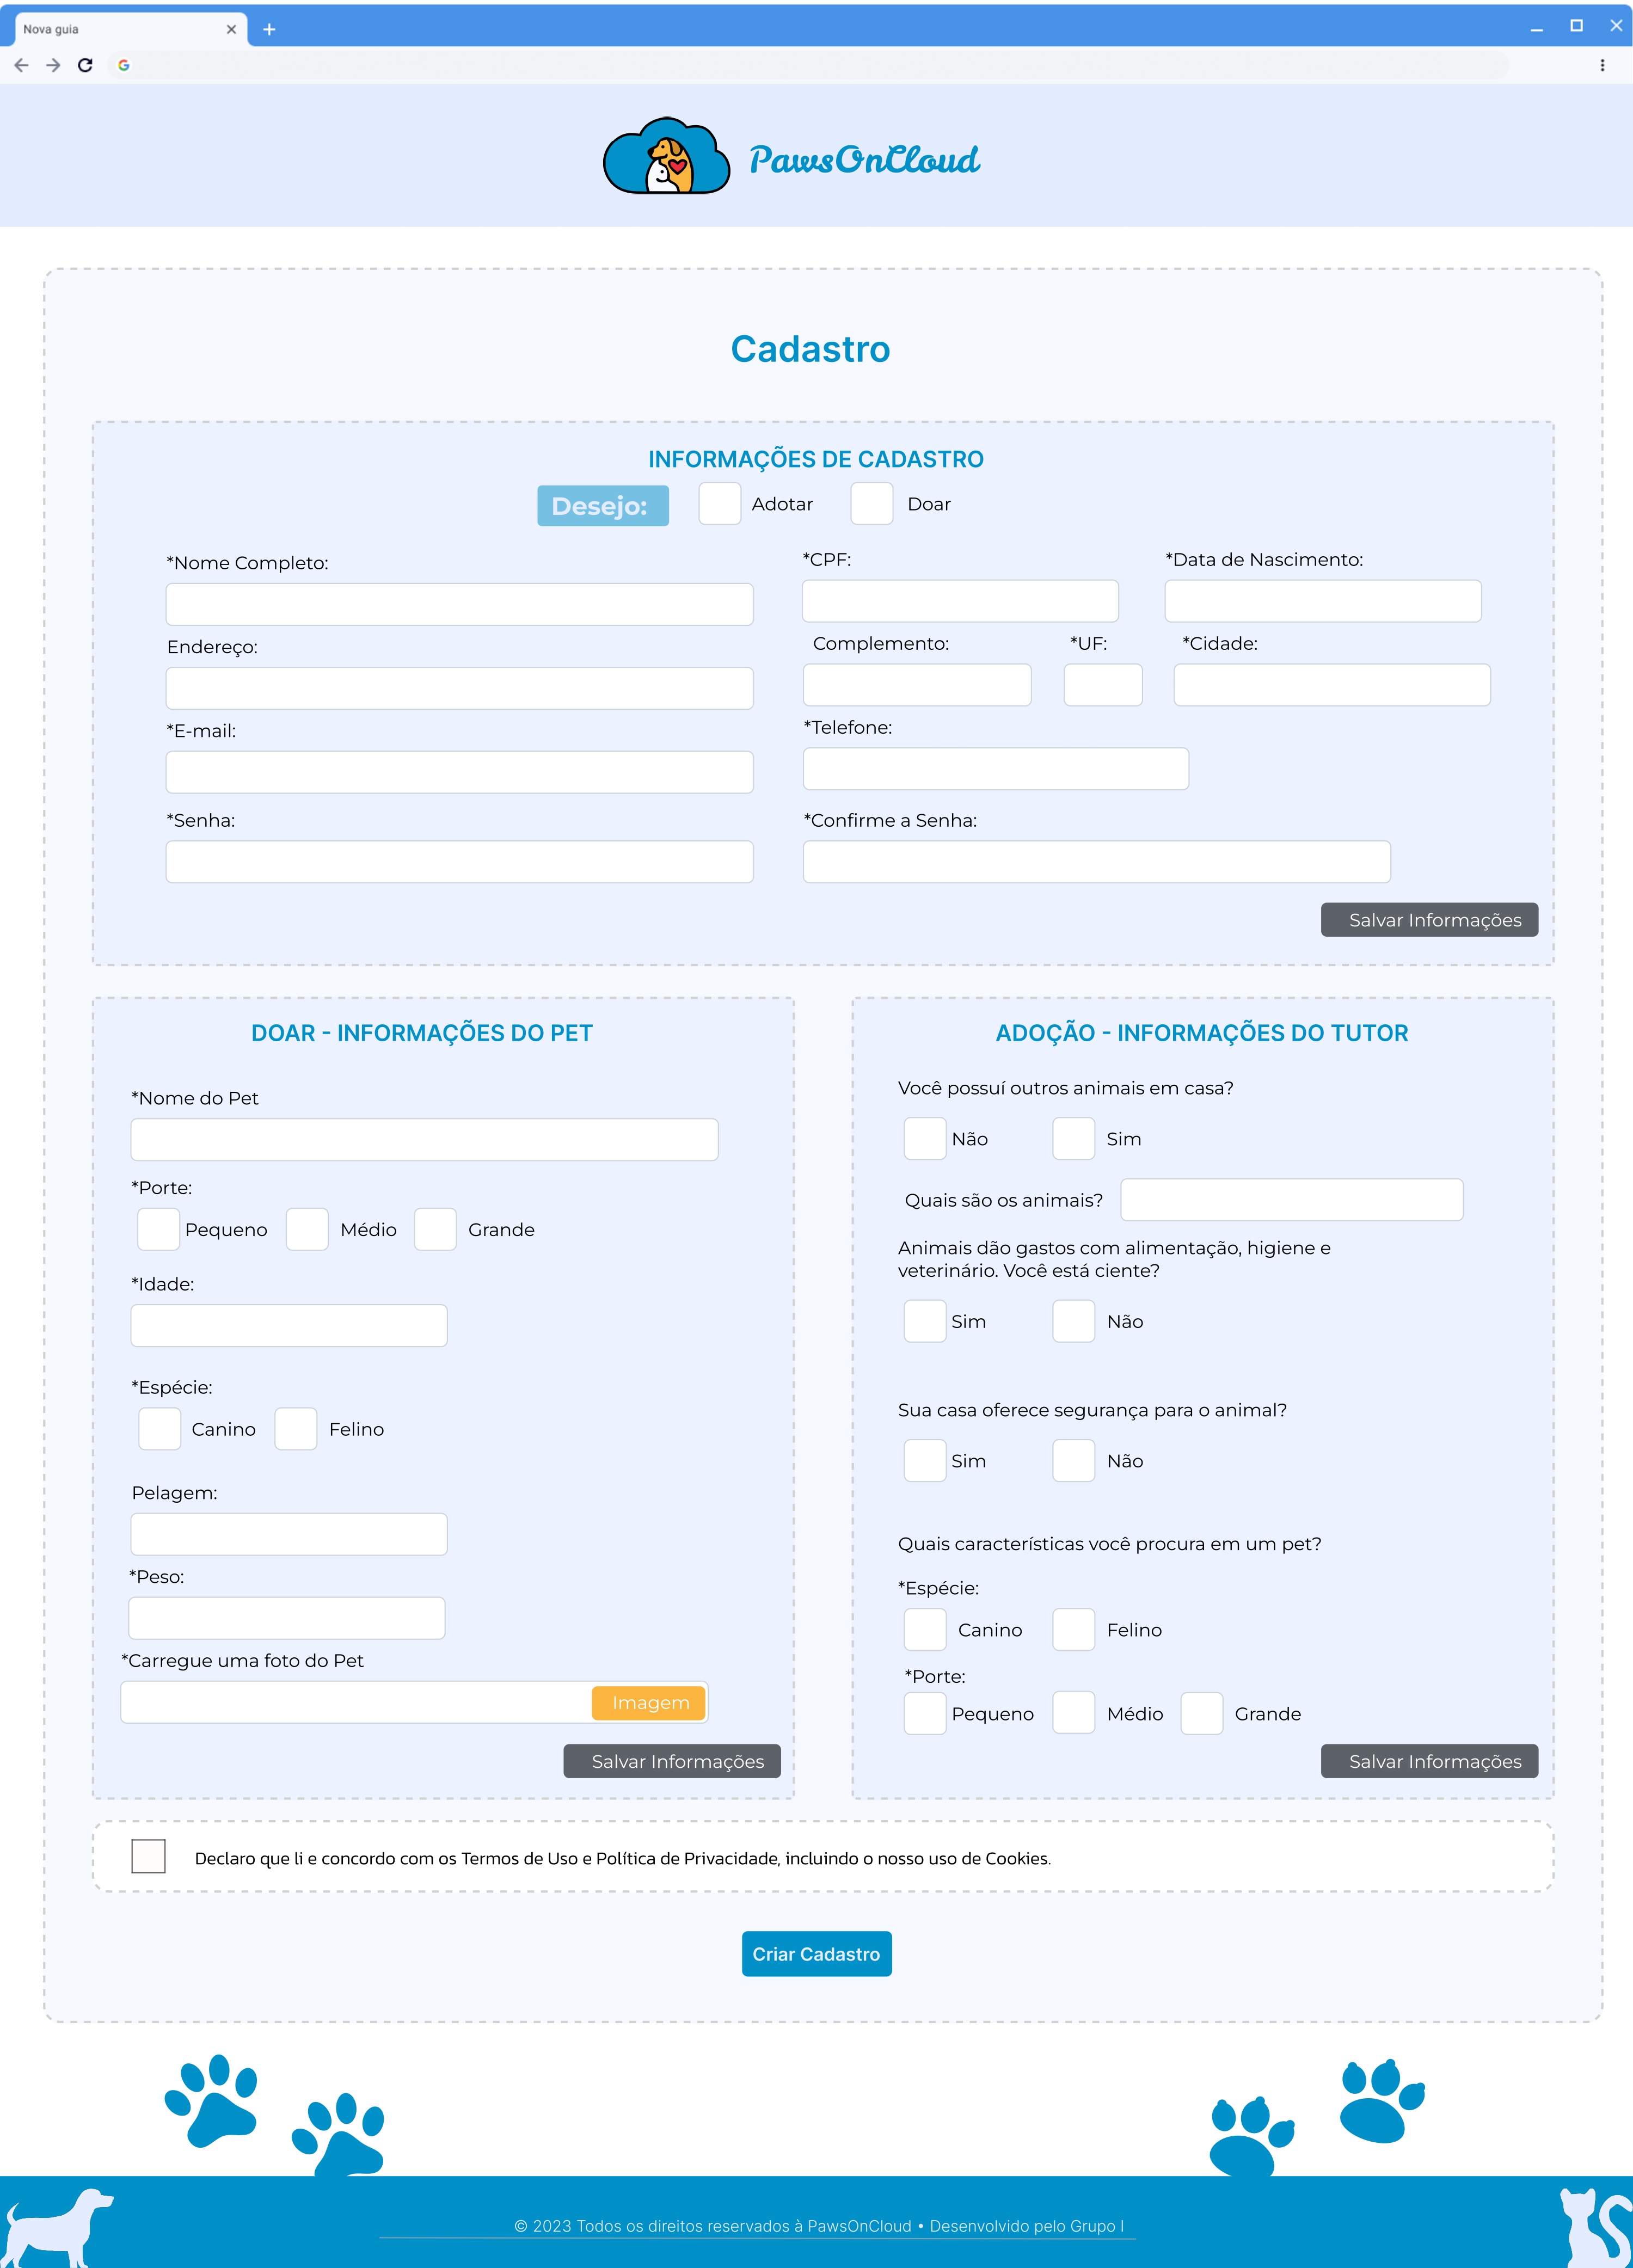 Nova guia
PawsOnCloud
Cadastro
INFORMAÇÕES DE CADASTRO
Desejo: Adotar Doar
*Nome Completo: *CPF: *Data de Nascimento:
Endereço: Complemento: *UF: *Cidade:
*E-mail: *Telefone:
*Senha: *Confirme a Senha:
Salvar Informações
DOAR - INFORMAÇÕES DO PET
*Nome do Pet
*Porte:
Pequeno Médio Grande
*Idade:
*Espécie:
Canino Felino
Pelagem:
*Peso:
*Carregue uma foto do Pet
Imagem
Salvar Informações
ADOÇÃO - INFORMAÇÕES DO TUTOR
Você possuí outros animais em casa?
Não Sim
Quais são os animais?
Animais dão gastos com alimentação, higiene e
veterinário. Você está ciente?
Sim Não
Sua casa oferece segurança para o animal?
Sim Não
Quais características você procura em um pet?
*Espécie:
Canino Felino
*Porte:
Pequeno Médio Grande
Salvar Informações
Declaro que li e concordo com os Termos de Uso e Política de Privacidade, incluindo o nosso uso de Cookies.
Criar Cadastro
© 2023 Todos os direitos reservados à PawsOnCloud • Desenvolvido pelo Grupo I